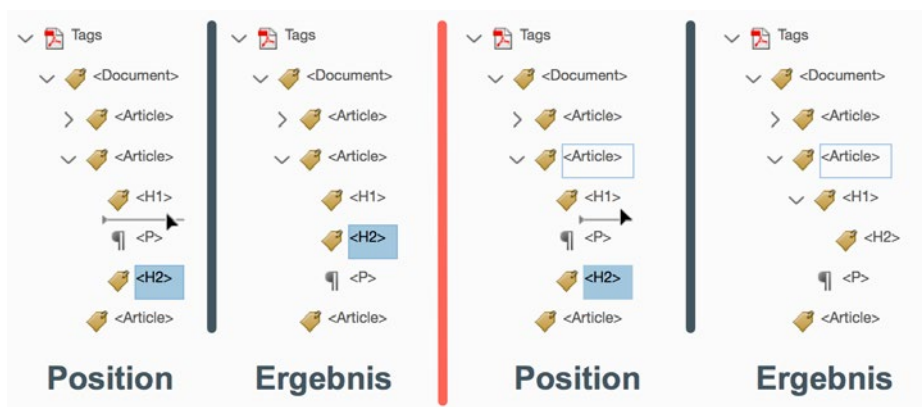 Tags
<Document>
<Article>
<Article>
<H1>
<P>
<H2>
<Article>
Position
Tags
<Document>
<Article>
<Article>
<H1>
<H2>
<P>
<Article>
Ergebnis
Tags
<Document>
<Article>
<Article>
<H1>
<P>
<H2>
<Article>
Position
Tags
<Document>
<Article>
<Article>
<H1>
<H2>
<P>
<Article>
Ergebnis